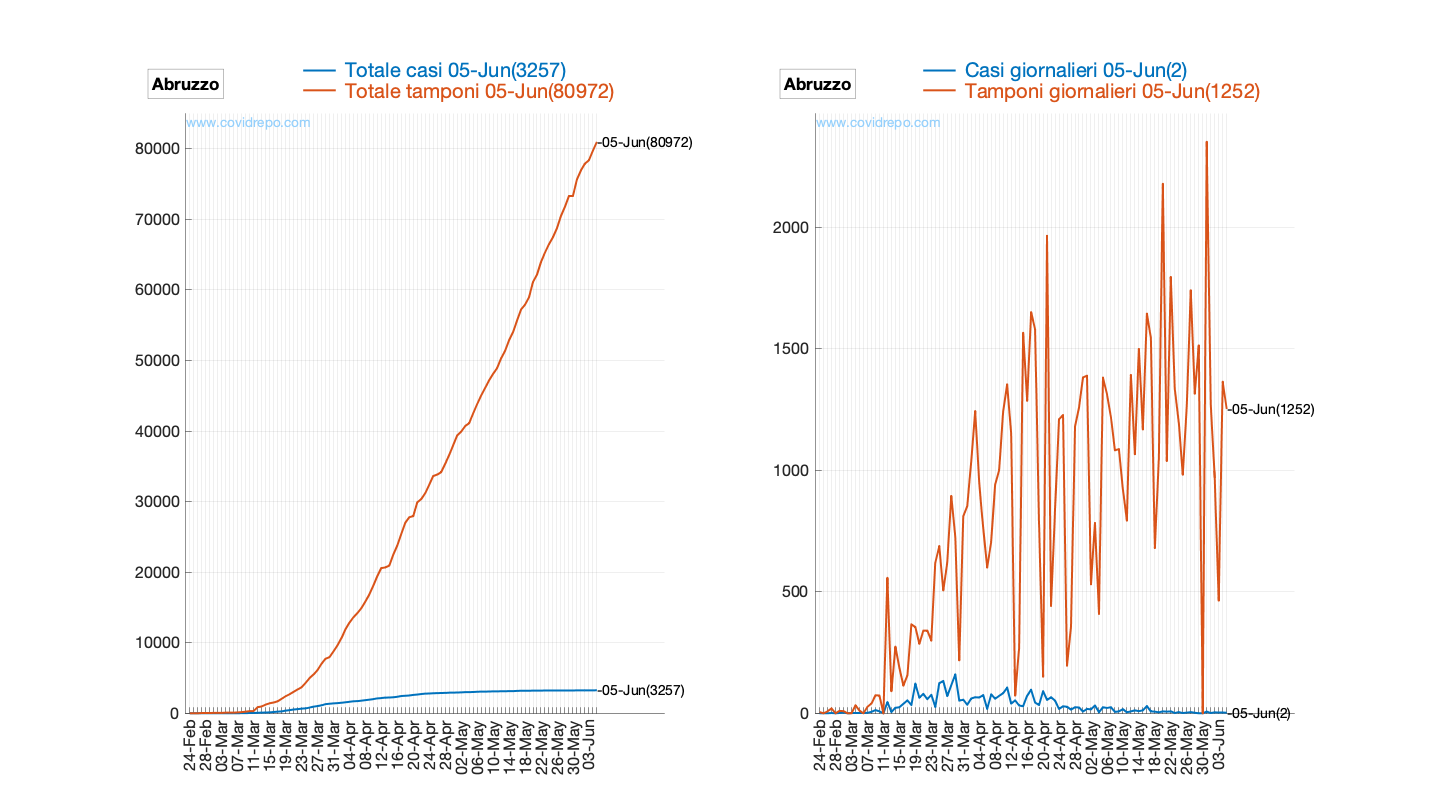 Abruzzo
Totale casi 05-Jun(3257)
Totale tamponi 05-Jun(80972)
www.covidrepo.com
80000
70000
60000
50000
40000
30000
20000
10000
0
-05-Jun(80972)
-05-Jun(3257)
24-Feb
28-Feb
03-Mar
07-Mar
11-Mar
15-Mar
19-Mar
23-Mar
27-Mar
31-Mar
04-Apr
08-Apr
12-Apr
16-Apr
20-Apr
24-Apr
28-Apr
02-May
06-May
10-May
14-May
18-May
22-May
26-May
30-May
03-Jun
Abruzzo
Casi giornalieri 05-Jun(2)
Tamponi giornalieri 05-Jun(1252)
www.covidrepo.com
2000
1500
1000
500
0
-05-Jun(1252)
-05-Jun(2)
24-Feb
28-Feb
03-Mar
07-Mar
11-Mar
15-Mar
19-Mar
23-Mar
27-Mar
31-Mar
04-Apr
08-Apr
12-Apr
16-Apr
20-Apr
24-Apr
28-Apr
02-May
06-May
10-May
14-May
18-May
22-May
26-May
30-May
03-Jun